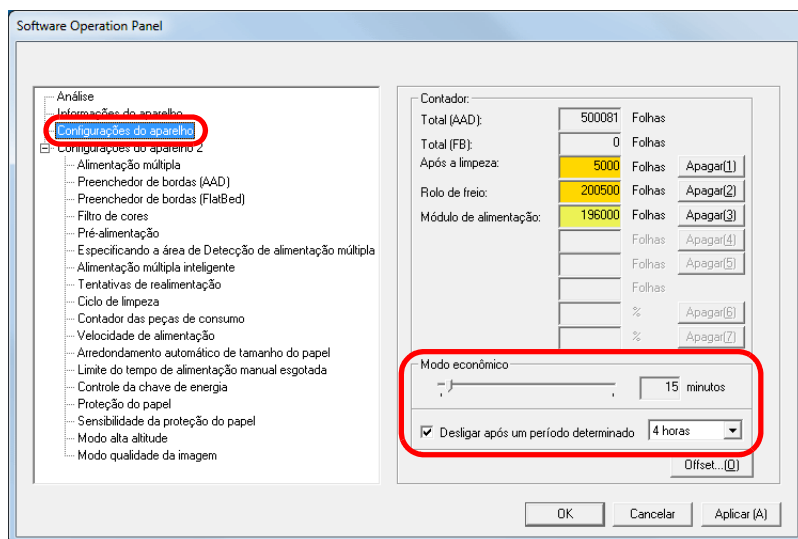 Software Operation Panel
Análise
Informações do aparelho
Configurações do aparelho
Configurações do aparelho 2
Alimentação múltipla
Preenchedor de bordas (AAD)
Preenchedor de bordas (FlatBed)
Filtro de cores
Pré-alimentação
Especificando a área de Detecção de alimentação múltipla
Alimentação múltipla inteligente
Tentativas de realimentação
Ciclo de limpeza
Contador das peças de consumo
Velocidade de alimentação
Arredondamento automático de tamanho do papel
Limite do tempo de alimentação manual esgotada
Controle da chave de energia
Proteção do papel
Sensibilidade da proteção do papel
Modo alta altitude
Modo qualidade da imagem
Contador:
Total (AAD): 500081 Folhas
Total (FB): 0 Folhas
Após a limpeza: 5000 Folhas Apagar(1)
Rolo de freio: 200500 Folhas Apagar(2)
Módulo de alimentação: 196000 Folhas Apagar(3)
Folhas Apagar(4)
Folhas Apagar(5)
Folhas
% Apagar(6)
% Apagar(7)
Modo econômico
15 minutos
Desligar após um período determinado 4 horas
Offset...(O)
OK Cancelar Aplicar (A)